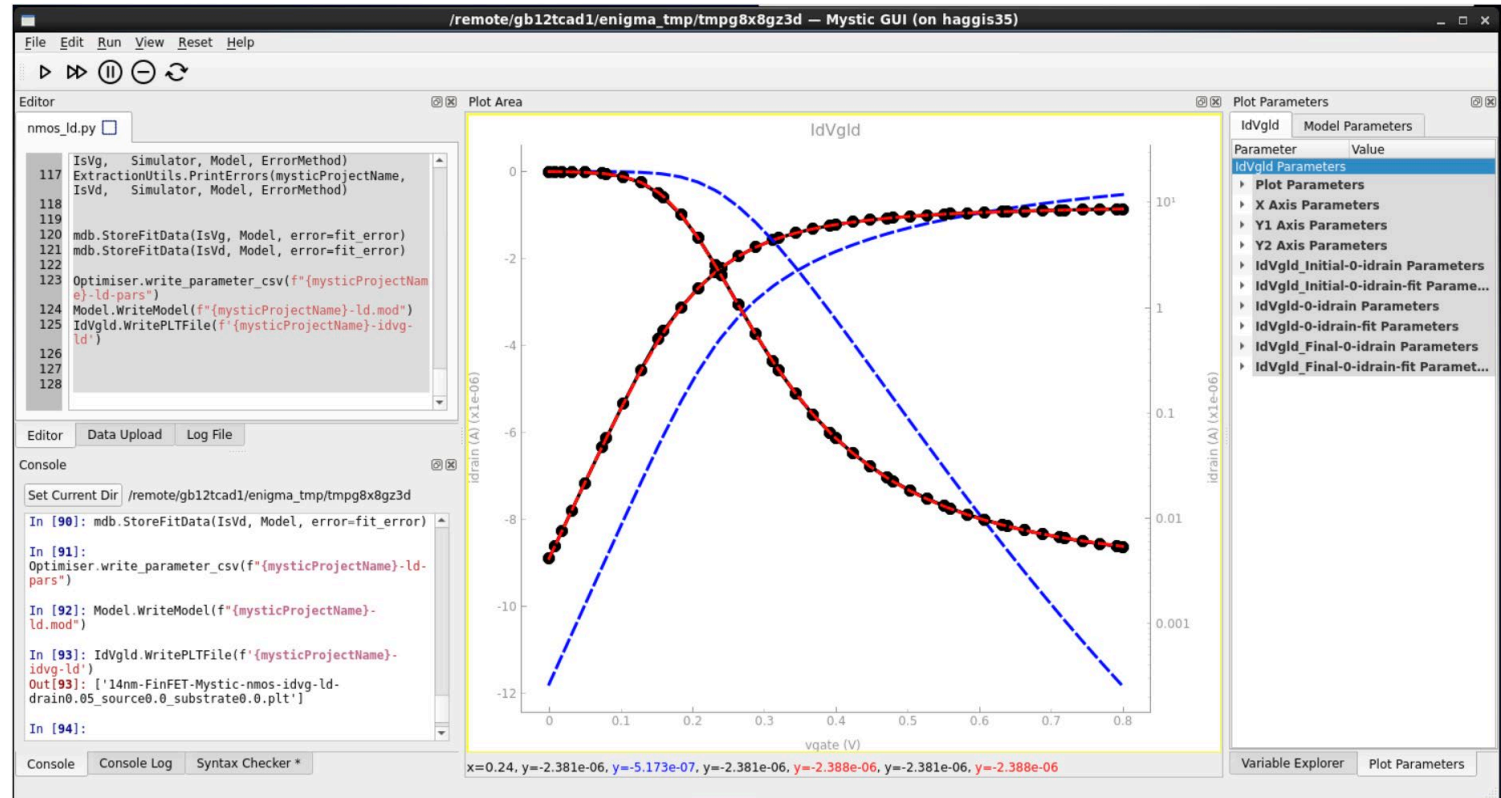 /remote/gb12tcad1/enigma_tmp/tmpg8x8gz3d — Mystic GUI (on haggis35)
File Edit Run View Reset Help
Editor
nmos_ld.py
IsVg, Simulator, Model, ErrorMethod)
117 ExtractionUtils.PrintErrors(mysticProjectName,
IsVd, Simulator, Model, ErrorMethod)
118
119
120 mdb.StoreFitData(IsVg, Model, error=fit_error)
121 mdb.StoreFitData(IsVd, Model, error=fit_error)
122
123 Optimiser.write_parameter_csv(f"{mysticProjectNam
e}-ld-pars")
124 Model.WriteModel(f"{mysticProjectName}-ld.mod")
125 IdVgld.WritePLTFile(f'{mysticProjectName}-idvg-
ld')
126
127
128
Editor Data Upload Log File
Console
Set Current Dir /remote/gb12tcad1/enigma_tmp/tmpg8x8gz3d
In [90]: mdb.StoreFitData(IsVd, Model, error=fit_error)
In [91]:
Optimiser.write_parameter_csv(f"{mysticProjectName}-ld-
pars")
In [92]: Model.WriteModel(f"{mysticProjectName}-
ld.mod")
In [93]: IdVgld.WritePLTFile(f'{mysticProjectName}-
idvg-ld')
Out[93]: ['14nm-FinFET-Mystic-nmos-idvg-ld-
drain0.05_source0.0_substrate0.0.plt']
In [94]:
Console Console Log Syntax Checker *
Plot Area
IdVgld
0
-2
-4
-6
-8
-10
-12
idrain (A) (x1e-06)
10¹
1
0.1
0.01
0.001
idrain (A) (x1e-06)
0 0.1 0.2 0.3 0.4 0.5 0.6 0.7 0.8
vgate (V)
x=0.24, y=-2.381e-06, y=-5.173e-07, y=-2.381e-06, y=-2.388e-06, y=-2.381e-06, y=-2.388e-06
Plot Parameters
IdVgld Model Parameters
Parameter Value
IdVgld Parameters
Plot Parameters
X Axis Parameters
Y1 Axis Parameters
Y2 Axis Parameters
IdVgld_Initial-0-idrain Parameters
IdVgld_Initial-0-idrain-fit Parame...
IdVgld-0-idrain Parameters
IdVgld-0-idrain-fit Parameters
IdVgld_Final-0-idrain Parameters
IdVgld_Final-0-idrain-fit Paramet...
Variable Explorer Plot Parameters